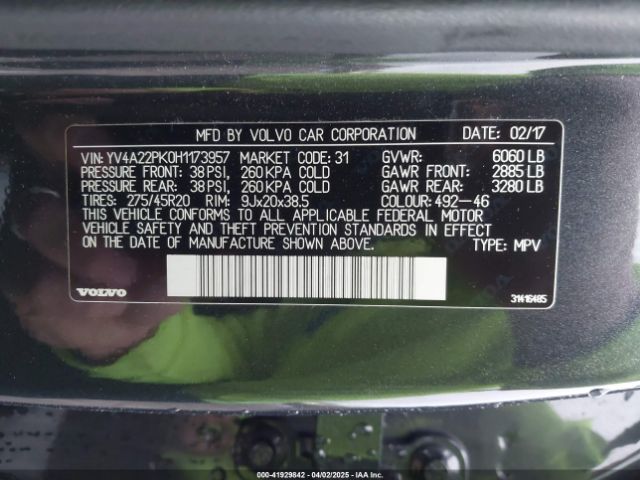 MFD BY VOLVO CAR CORPORATION DATE: 02/17
VIN: YV4A22PK0H1173957 MARKET CODE: 31 GVWR: 6060 LB
PRESSURE FRONT: 38 PSI, 260 KPA COLD GAWR FRONT: 2885 LB
PRESSURE REAR: 38 PSI, 260 KPA COLD GAWR REAR: 3280 LB
TIRES: 275/45R20 RIM: 9Jx20x38.5 COLOUR: 492-46
THIS VEHICLE CONFORMS TO ALL APPLICABLE FEDERAL MOTOR
VEHICLE SAFETY AND THEFT PREVENTION STANDARDS IN EFFECT
ON THE DATE OF MANUFACTURE SHOWN ABOVE. TYPE: MPV
VOLVO 31416485
000-41929842 - 04/02/2025 - IAA Inc.